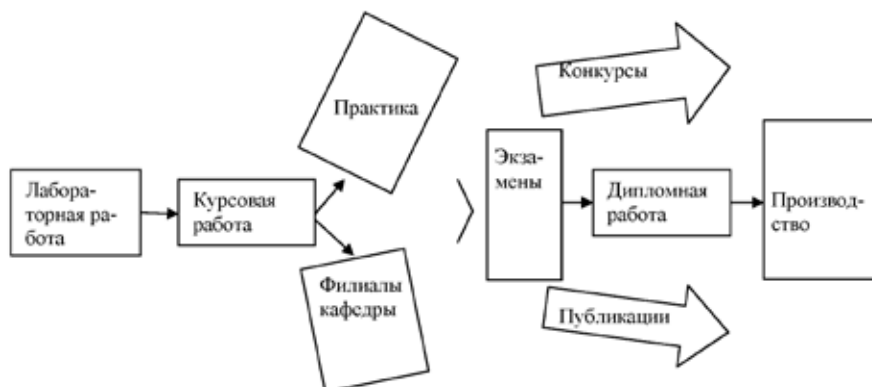 Лабора-
торная ра-
бота
Курсовая
работа
Практика
Филиалы
кафедры
Экза-
мены
Конкурсы
Дипломная
работа
Публикации
Производ-
ство